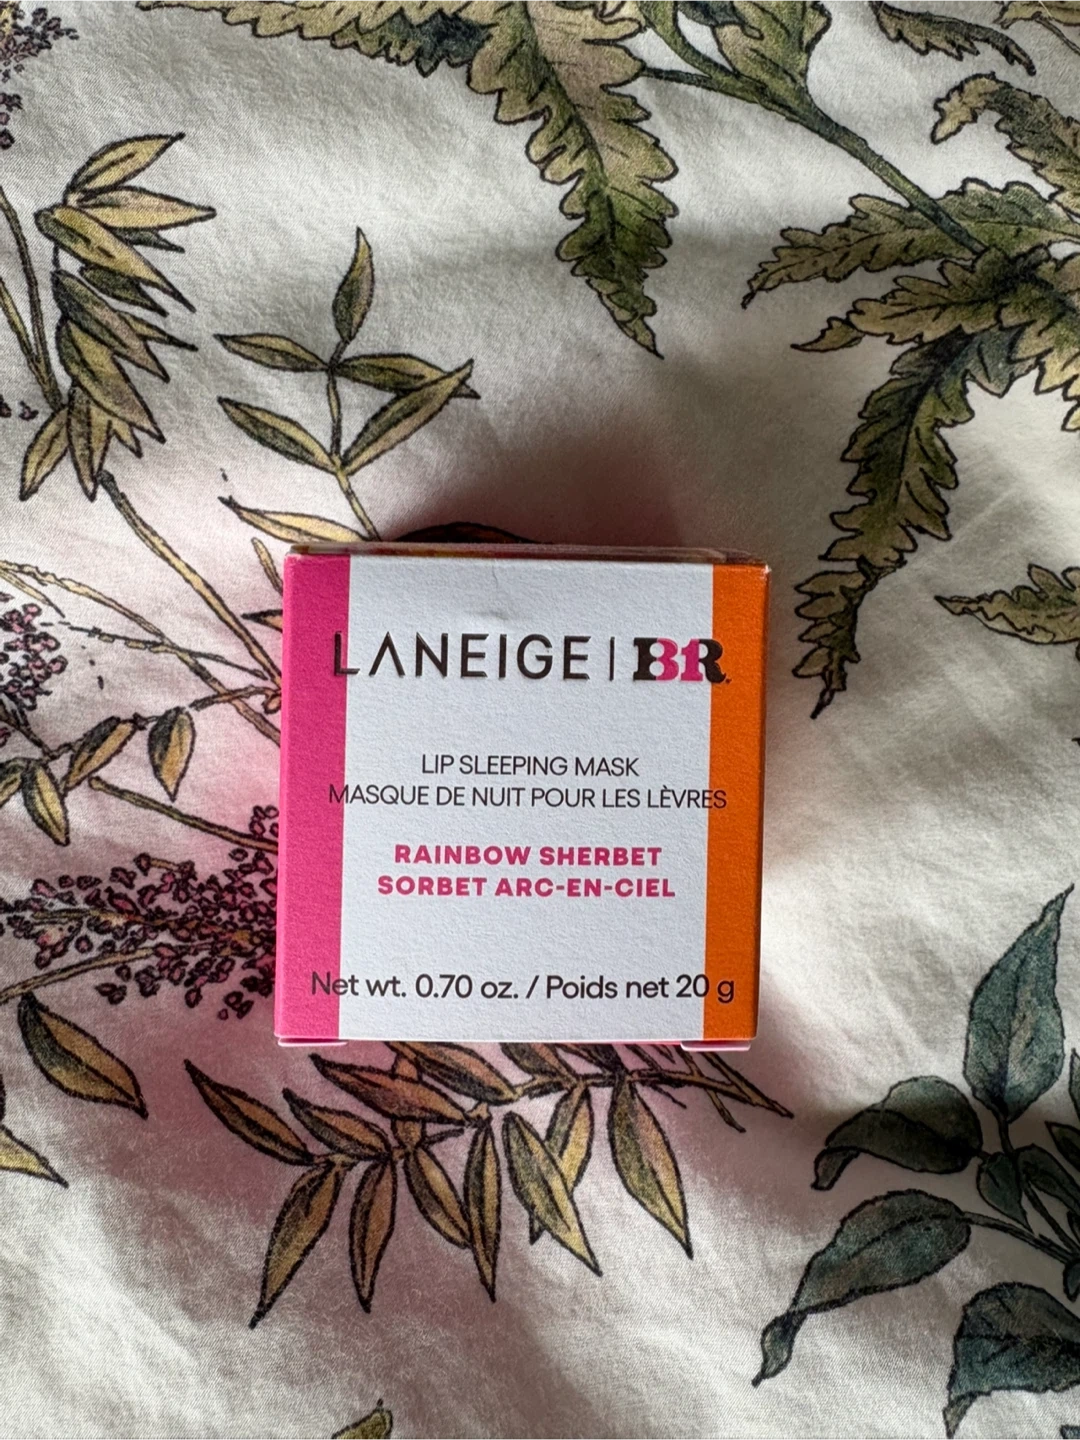 LANEIGE | BR
LIP SLEEPING MASK
MASQUE DE NUIT POUR LES LÈVRES
RAINBOW SHERBET
SORBET ARC-EN-CIEL
Net wt. 0.70 oz. / Poids net 20 g